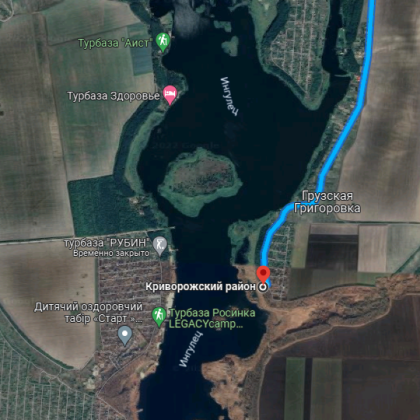 Турбаза "Аист"
Турбаза Здоровье
Ингулец
Грузская
Григоровка
турбаза "РУБИН"
Временно закрыто
Криворожский район
Дитячий оздоровчий
табір «Старт...
Турбаза Росинка
"LEGACYcamp...
Ингулец